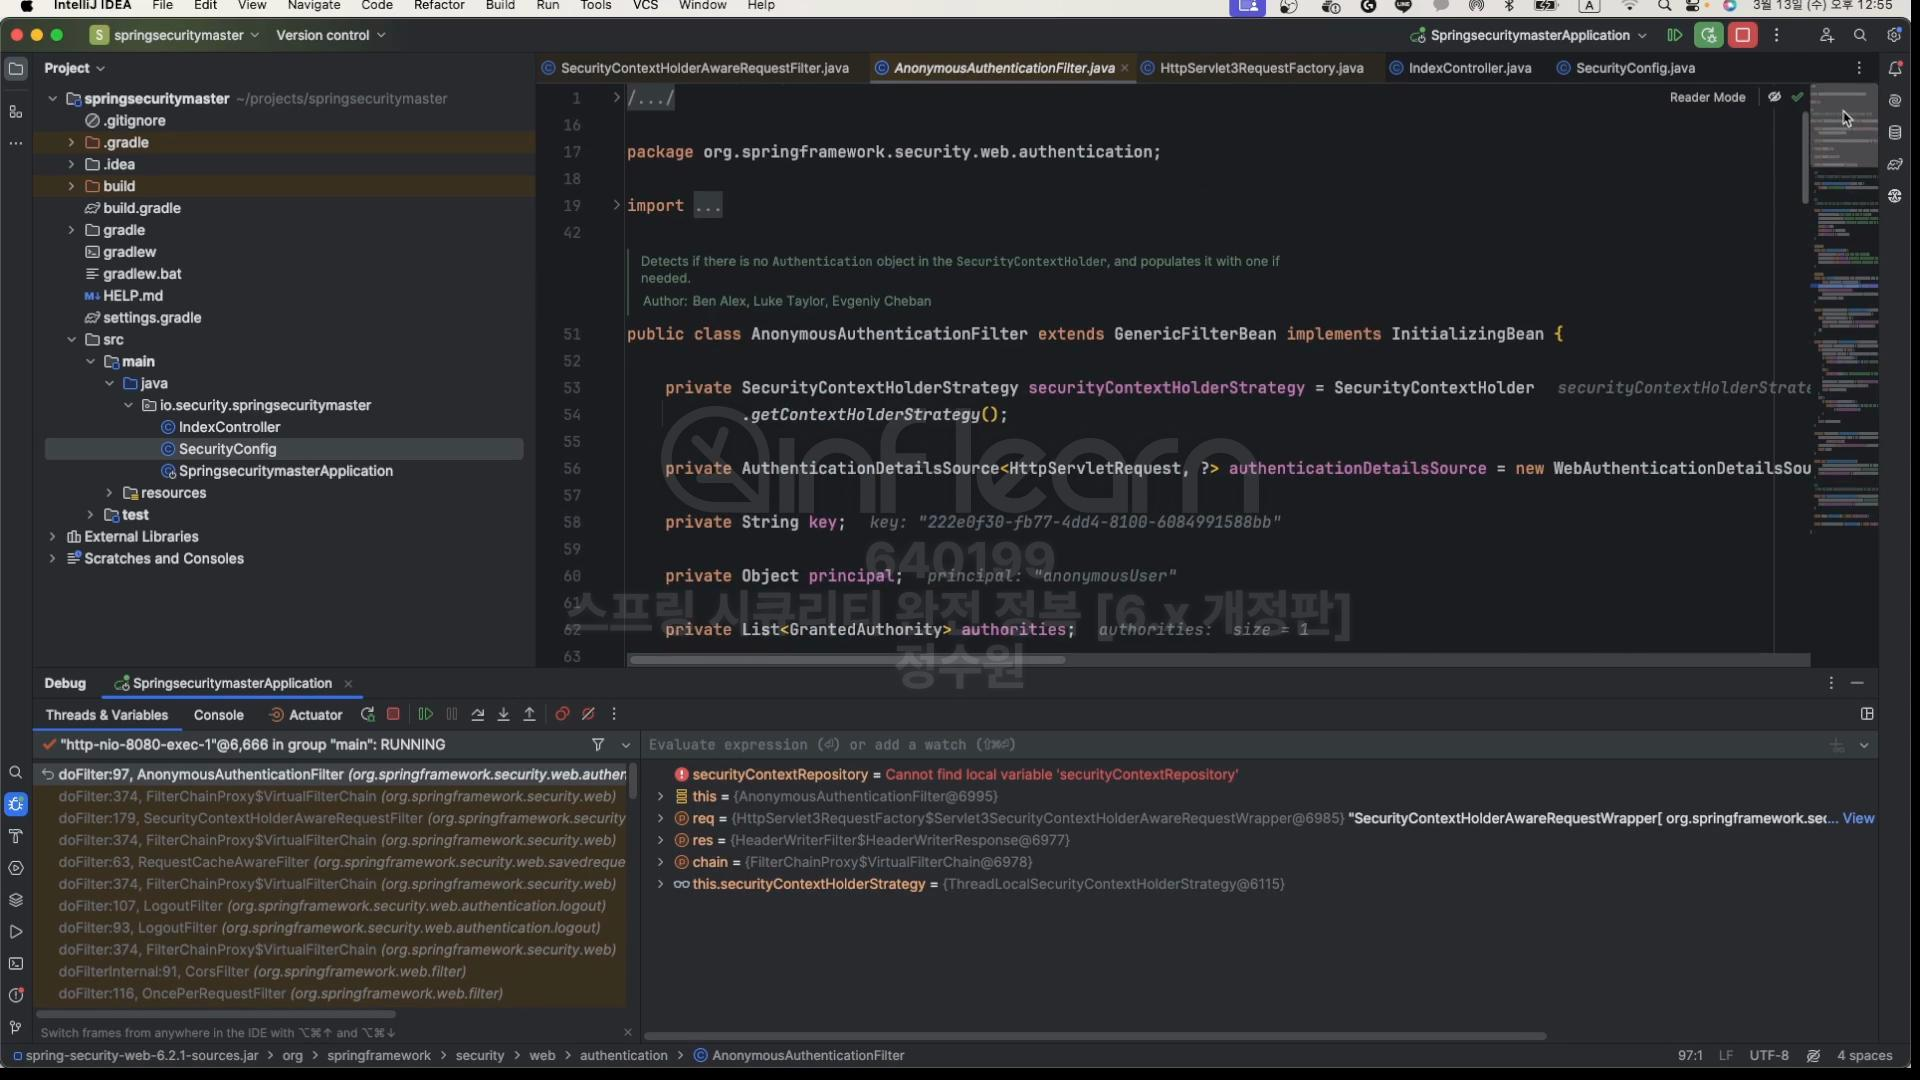 IntelliJ IDEA File Edit View Navigate Code Refactor Build Run Tools VCS Window Help A 3월 13일 (수) 오후 12:55
S springsecuritymaster Version control SpringsecuritymasterApplication
Project
SecurityContextHolderAwareRequestFilter.java AnonymousAuthenticationFilter.java HttpServlet3RequestFactory.java IndexController.java SecurityConfig.java
springsecuritymaster ~/projects/springsecuritymaster
.gitignore
.gradle
.idea
build
build.gradle
gradle
gradlew
gradlew.bat
M↓ HELP.md
settings.gradle
src
main
java
io.security.springsecuritymaster
IndexController
SecurityConfig
SpringsecuritymasterApplication
resources
test
External Libraries
Scratches and Consoles
Reader Mode
1 /.../
16
17 package org.springframework.security.web.authentication;
18
19 import ...
42
Detects if there is no Authentication object in the SecurityContextHolder, and populates it with one if
needed.
Author: Ben Alex, Luke Taylor, Evgeniy Cheban
51 public class AnonymousAuthenticationFilter extends GenericFilterBean implements InitializingBean {
52
53 private SecurityContextHolderStrategy securityContextHolderStrategy = SecurityContextHolder securityContextHolderStrate
54 .getContextHolderStrategy();
55
56 private AuthenticationDetailsSource<HttpServletRequest, ?> authenticationDetailsSource = new WebAuthenticationDetailsSou
57
58 private String key; key: "222e0f30-fb77-4dd4-8100-6084991588bb"
59
60 private Object principal; principal: "anonymousUser"
61
62 private List<GrantedAuthority> authorities; authorities: size = 1
63
inflearn
640199
스프링 시큐리티 완전 정복 [6.x 개정판]
정수원
Debug SpringsecuritymasterApplication
Threads & Variables Console Actuator
"http-nio-8080-exec-1"@6,666 in group "main": RUNNING
doFilter:97, AnonymousAuthenticationFilter (org.springframework.security.web.authen
doFilter:374, FilterChainProxy$VirtualFilterChain (org.springframework.security.web)
doFilter:179, SecurityContextHolderAwareRequestFilter (org.springframework.security
doFilter:374, FilterChainProxy$VirtualFilterChain (org.springframework.security.web)
doFilter:63, RequestCacheAwareFilter (org.springframework.security.web.savedreque
doFilter:374, FilterChainProxy$VirtualFilterChain (org.springframework.security.web)
doFilter:107, LogoutFilter (org.springframework.security.web.authentication.logout)
doFilter:93, LogoutFilter (org.springframework.security.web.authentication.logout)
doFilter:374, FilterChainProxy$VirtualFilterChain (org.springframework.security.web)
doFilterInternal:91, CorsFilter (org.springframework.web.filter)
doFilter:116, OncePerRequestFilter (org.springframework.web.filter)
Switch frames from anywhere in the IDE with ⌥⌘↑ and ⌥⌘↓
Evaluate expression (⏎) or add a watch (⇧⌘⏎)
securityContextRepository = Cannot find local variable 'securityContextRepository'
this = {AnonymousAuthenticationFilter@6995}
req = {HttpServlet3RequestFactory$Servlet3SecurityContextHolderAwareRequestWrapper@6985} "SecurityContextHolderAwareRequestWrapper[ org.springframework.sec... View
res = {HeaderWriterFilter$HeaderWriterResponse@6977}
chain = {FilterChainProxy$VirtualFilterChain@6978}
this.securityContextHolderStrategy = {ThreadLocalSecurityContextHolderStrategy@6115}
spring-security-web-6.2.1-sources.jar > org > springframework > security > web > authentication > AnonymousAuthenticationFilter
97:1 LF UTF-8 4 spaces